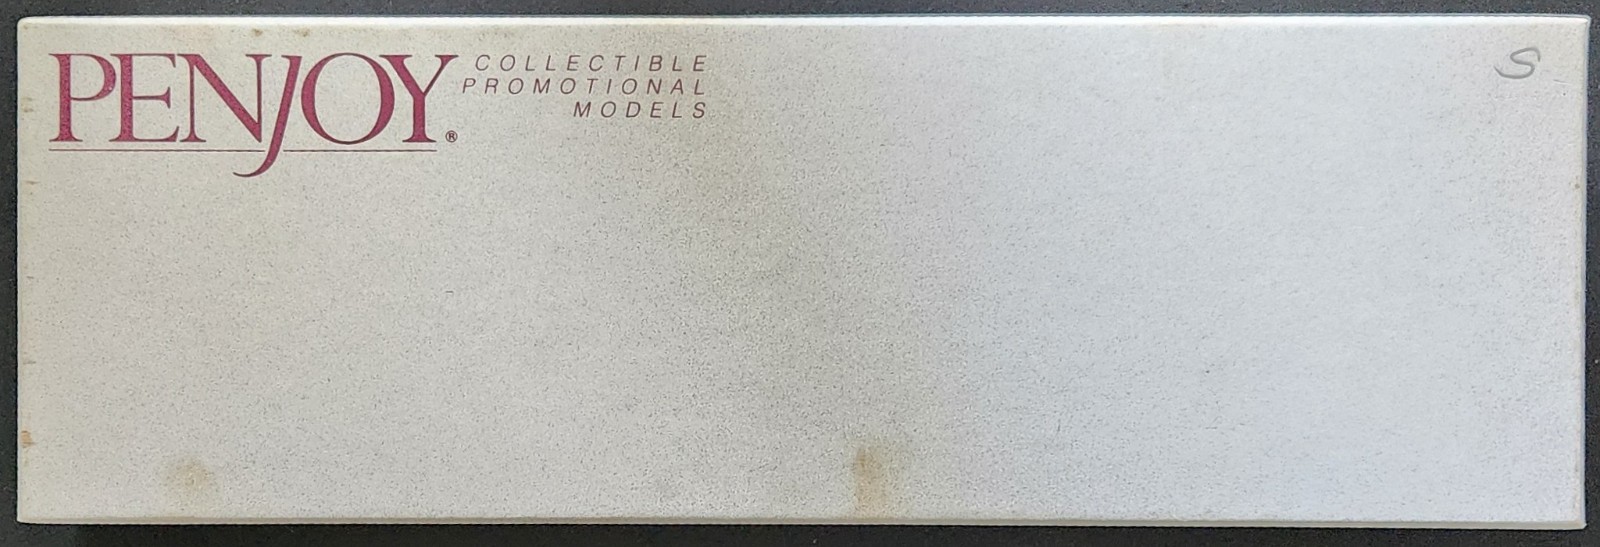 PENJOY®
COLLECTIBLE
PROMOTIONAL
MODELS
S